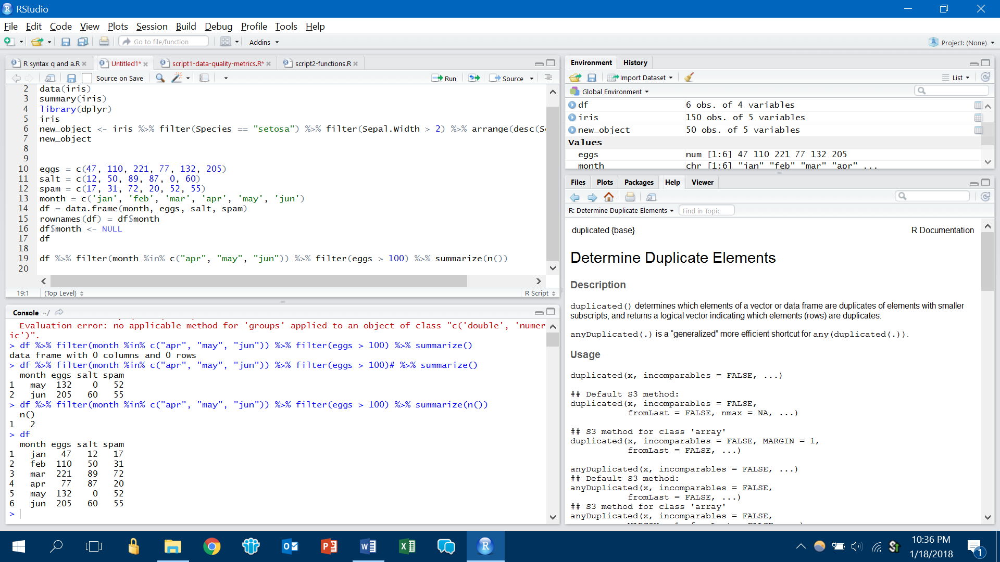 RStudio
File Edit Code View Plots Session Build Debug Profile Tools Help
Go to file/function Addins Project: (None)
R syntax q and a.R Untitled1* script1-data-quality-metrics.R* script2-functions.R
Source on Save Run Source
2 data(iris)
3 summary(iris)
4 library(dplyr)
5 iris
6 new_object <- iris %>% filter(Species == "setosa") %>% filter(Sepal.Width > 2) %>% arrange(desc(S
7 new_object
8
9
10 eggs = c(47, 110, 221, 77, 132, 205)
11 salt = c(12, 50, 89, 87, 0, 60)
12 spam = c(17, 31, 72, 20, 52, 55)
13 month = c('jan', 'feb', 'mar', 'apr', 'may', 'jun')
14 df = data.frame(month, eggs, salt, spam)
15 rownames(df) = df$month
16 df$month <- NULL
17 df
18
19 df %>% filter(month %in% c("apr", "may", "jun")) %>% filter(eggs > 100) %>% summarize(n())
20
19:1 (Top Level) R Script
Console ~/
Evaluation error: no applicable method for 'groups' applied to an object of class "c('double', 'numer
ic')".
> df %>% filter(month %in% c("apr", "may", "jun")) %>% filter(eggs > 100) %>% summarize()
data frame with 0 columns and 0 rows
> df %>% filter(month %in% c("apr", "may", "jun")) %>% filter(eggs > 100)# %>% summarize()
month eggs salt spam
1 may 132 0 52
2 jun 205 60 55
> df %>% filter(month %in% c("apr", "may", "jun")) %>% filter(eggs > 100) %>% summarize(n())
n()
1 2
> df
month eggs salt spam
1 jan 47 12 17
2 feb 110 50 31
3 mar 221 89 72
4 apr 77 87 20
5 may 132 0 52
6 jun 205 60 55
>
Environment History
Import Dataset List
Global Environment
df 6 obs. of 4 variables
iris 150 obs. of 5 variables
new_object 50 obs. of 5 variables
Values
eggs num [1:6] 47 110 221 77 132 205
month chr [1:6] "jan" "feb" "mar" "apr" ...
Files Plots Packages Help Viewer
R: Determine Duplicate Elements Find in Topic
duplicated {base} R Documentation
Determine Duplicate Elements
Description
duplicated() determines which elements of a vector or data frame are duplicates of elements with smaller
subscripts, and returns a logical vector indicating which elements (rows) are duplicates.
anyDuplicated(.) is a “generalized” more efficient shortcut for any(duplicated(.)).
Usage
duplicated(x, incomparables = FALSE, ...)
## Default S3 method:
duplicated(x, incomparables = FALSE,
fromLast = FALSE, nmax = NA, ...)
## S3 method for class 'array'
duplicated(x, incomparables = FALSE, MARGIN = 1,
fromLast = FALSE, ...)
anyDuplicated(x, incomparables = FALSE, ...)
## Default S3 method:
anyDuplicated(x, incomparables = FALSE,
fromLast = FALSE, ...)
## S3 method for class 'array'
anyDuplicated(x, incomparables = FALSE,
10:36 PM
1/18/2018
1